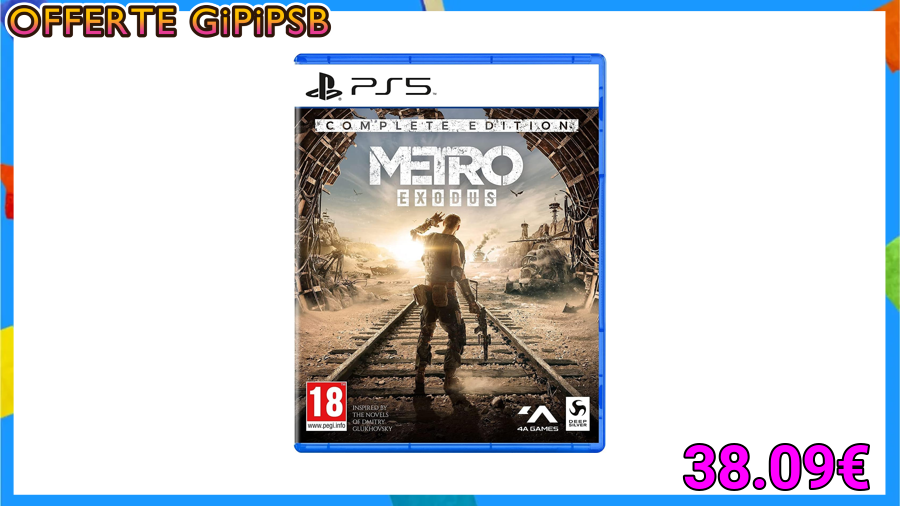 OFFERTE GiPiPSB
PS5
COMPLETE EDITION
METRO
EXODUS
18
www.pegi.info
INSPIRED BY
THE NOVELS
OF DMITRY
GLUKHOVSKY
4A GAMES
DEEP
SILVER
38.09€